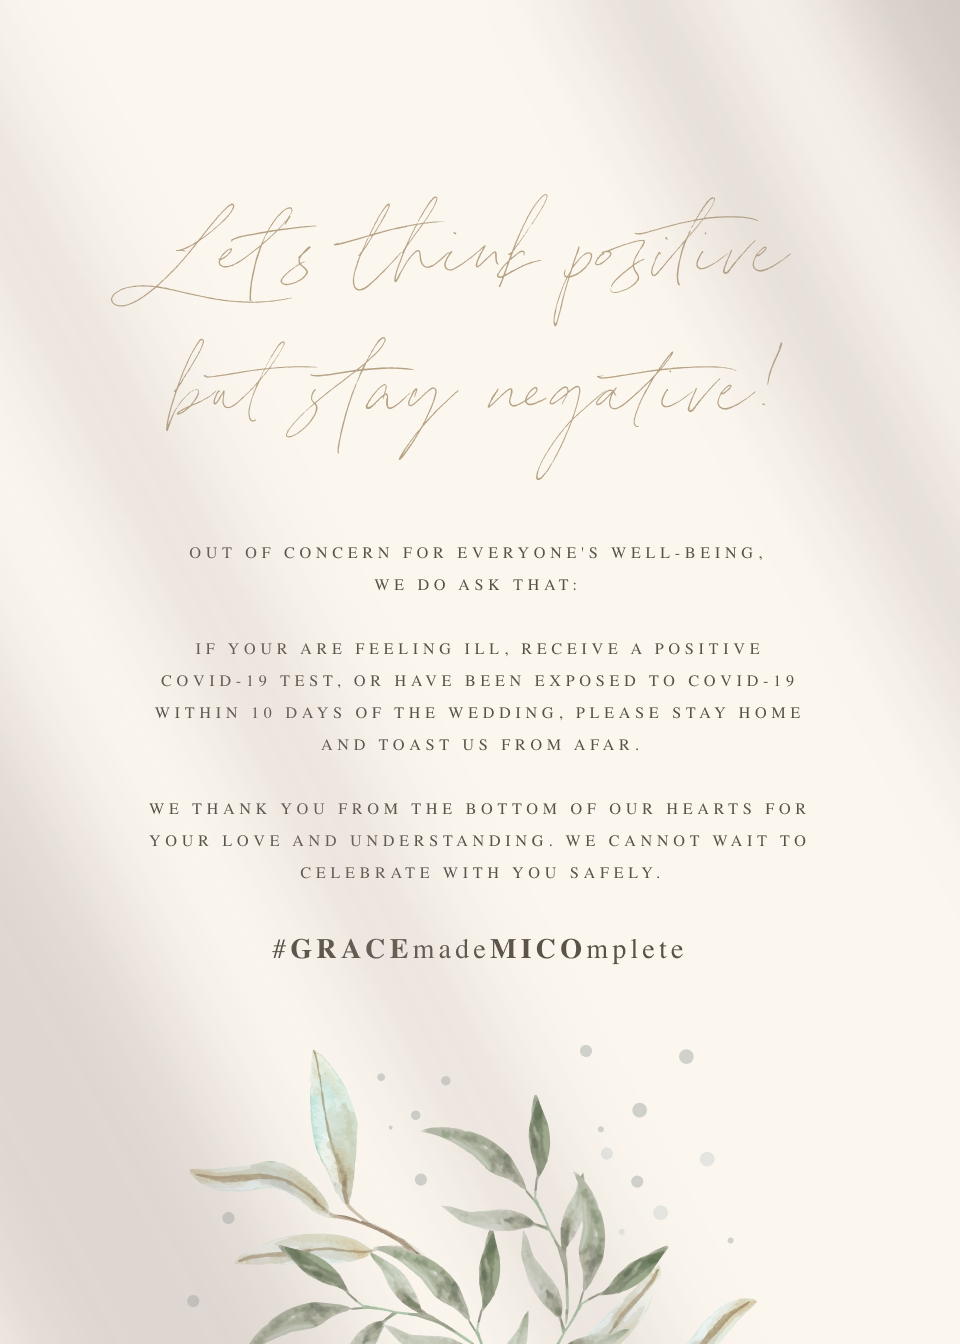 Let's think positive
but stay negative!
OUT OF CONCERN FOR EVERYONE'S WELL-BEING,
WE DO ASK THAT:
IF YOUR ARE FEELING ILL, RECEIVE A POSITIVE
COVID-19 TEST, OR HAVE BEEN EXPOSED TO COVID-19
WITHIN 10 DAYS OF THE WEDDING, PLEASE STAY HOME
AND TOAST US FROM AFAR.
WE THANK YOU FROM THE BOTTOM OF OUR HEARTS FOR
YOUR LOVE AND UNDERSTANDING. WE CANNOT WAIT TO
CELEBRATE WITH YOU SAFELY.
#GRACEmadeMICOmplete